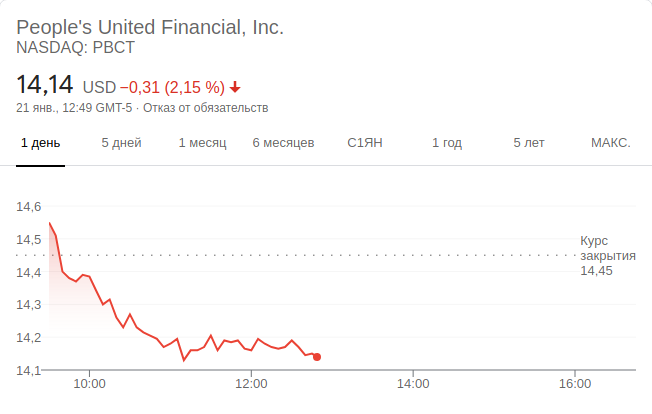 People's United Financial, Inc.
NASDAQ: PBCT
14,14 USD −0,31 (2,15 %)
21 янв., 12:49 GMT-5 · Отказ от обязательств
1 день 5 дней 1 месяц 6 месяцев С1ЯН 1 год 5 лет МАКС.
14,6
14,5
14,4
14,3
14,2
14,1
Курс
закрытия
14,45
10:00 12:00 14:00 16:00